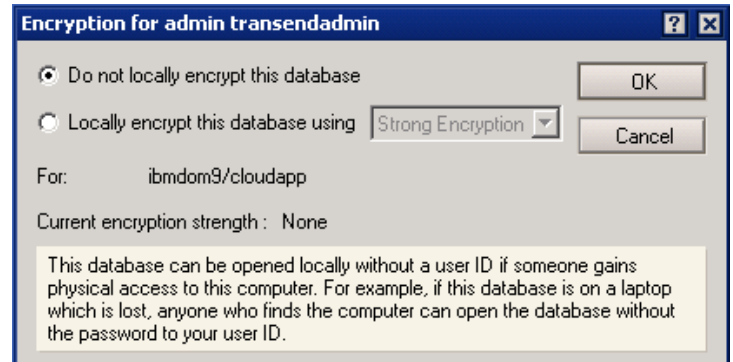 Encryption for admin transendadmin
Do not locally encrypt this database
OK
Locally encrypt this database using Strong Encryption
Cancel
For: ibmdom9/cloudapp
Current encryption strength : None
This database can be opened locally without a user ID if someone gains
physical access to this computer. For example, if this database is on a laptop
which is lost, anyone who finds the computer can open the database without
the password to your user ID.